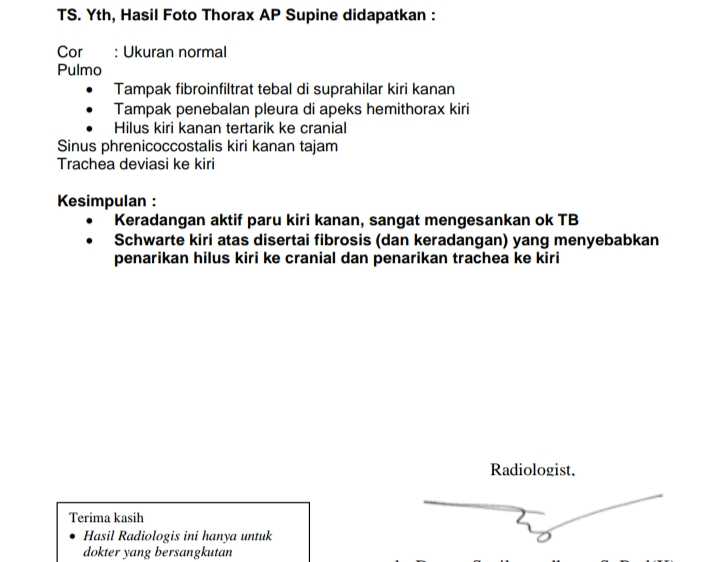 TS. Yth, Hasil Foto Thorax AP Supine didapatkan :
Cor : Ukuran normal
Pulmo
• Tampak fibroinfiltrat tebal di suprahilar kiri kanan
• Tampak penebalan pleura di apeks hemithorax kiri
• Hilus kiri kanan tertarik ke cranial
Sinus phrenicoccostalis kiri kanan tajam
Trachea deviasi ke kiri
Kesimpulan :
• Keradangan aktif paru kiri kanan, sangat mengesankan ok TB
• Schwarte kiri atas disertai fibrosis (dan keradangan) yang menyebabkan
penarikan hilus kiri ke cranial dan penarikan trachea ke kiri
Radiologist,
Terima kasih
• Hasil Radiologis ini hanya untuk
dokter yang bersangkutan